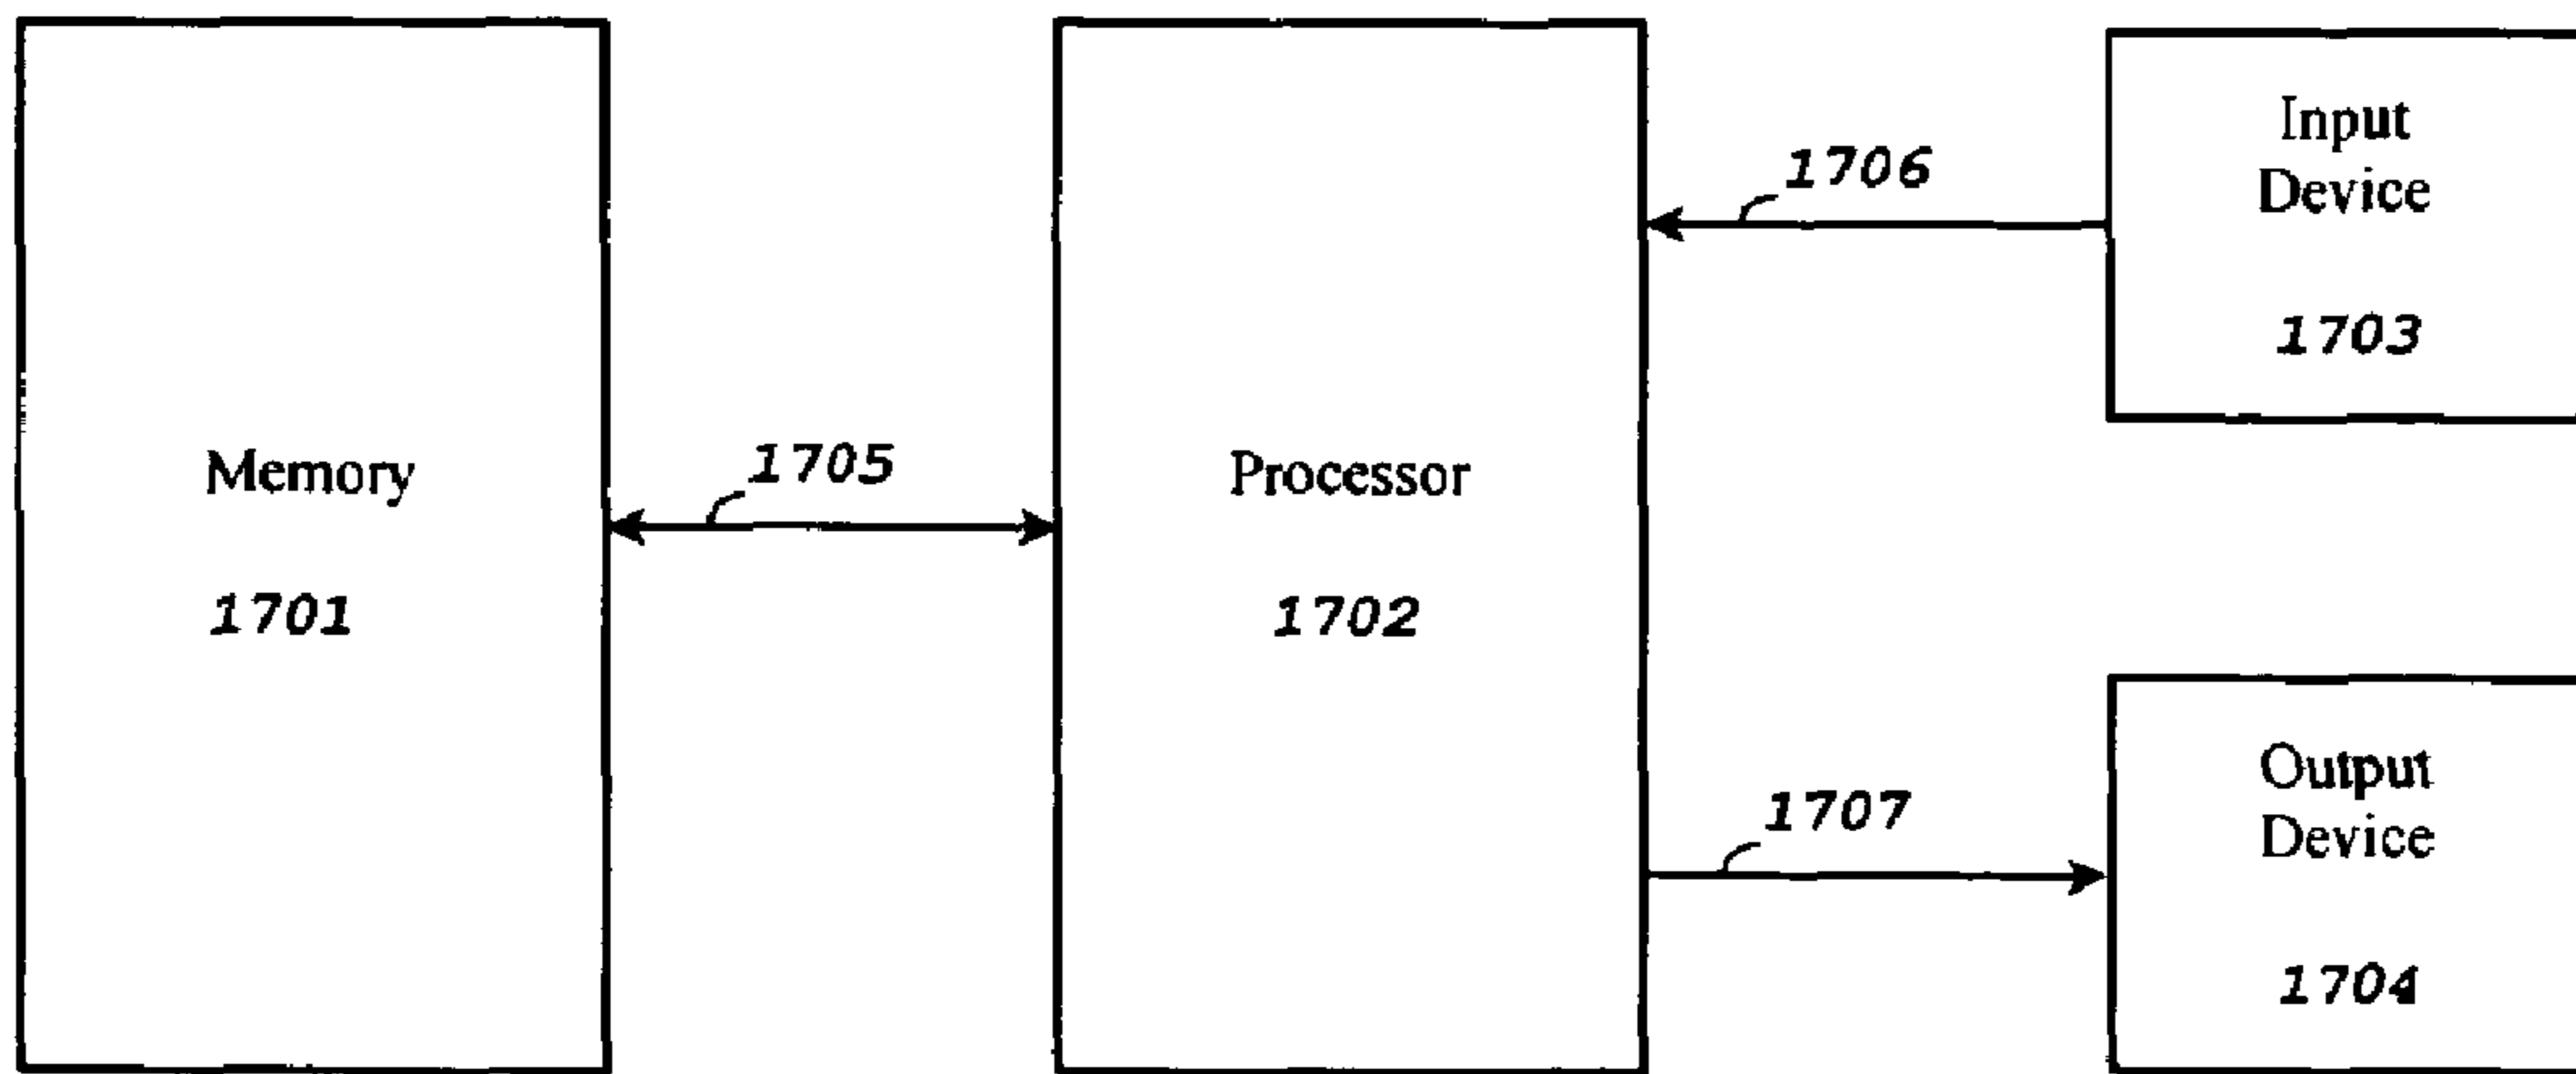 Memory
1701
1705
Processor
1702
1706
Input
Device
1703
1707
Output
Device
1704